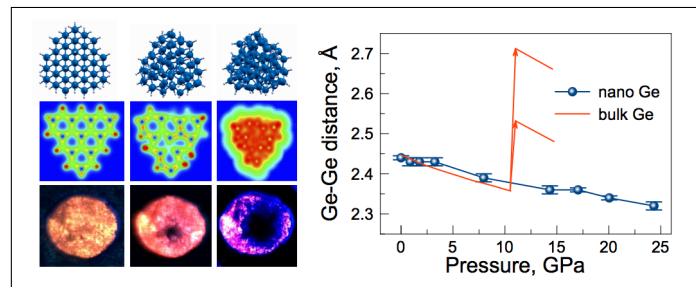 2.7
2.6
2.5
2.4
2.3
Ge-Ge distance, Å
nano Ge
bulk Ge
0 5 10 15 20 25
Pressure, GPa